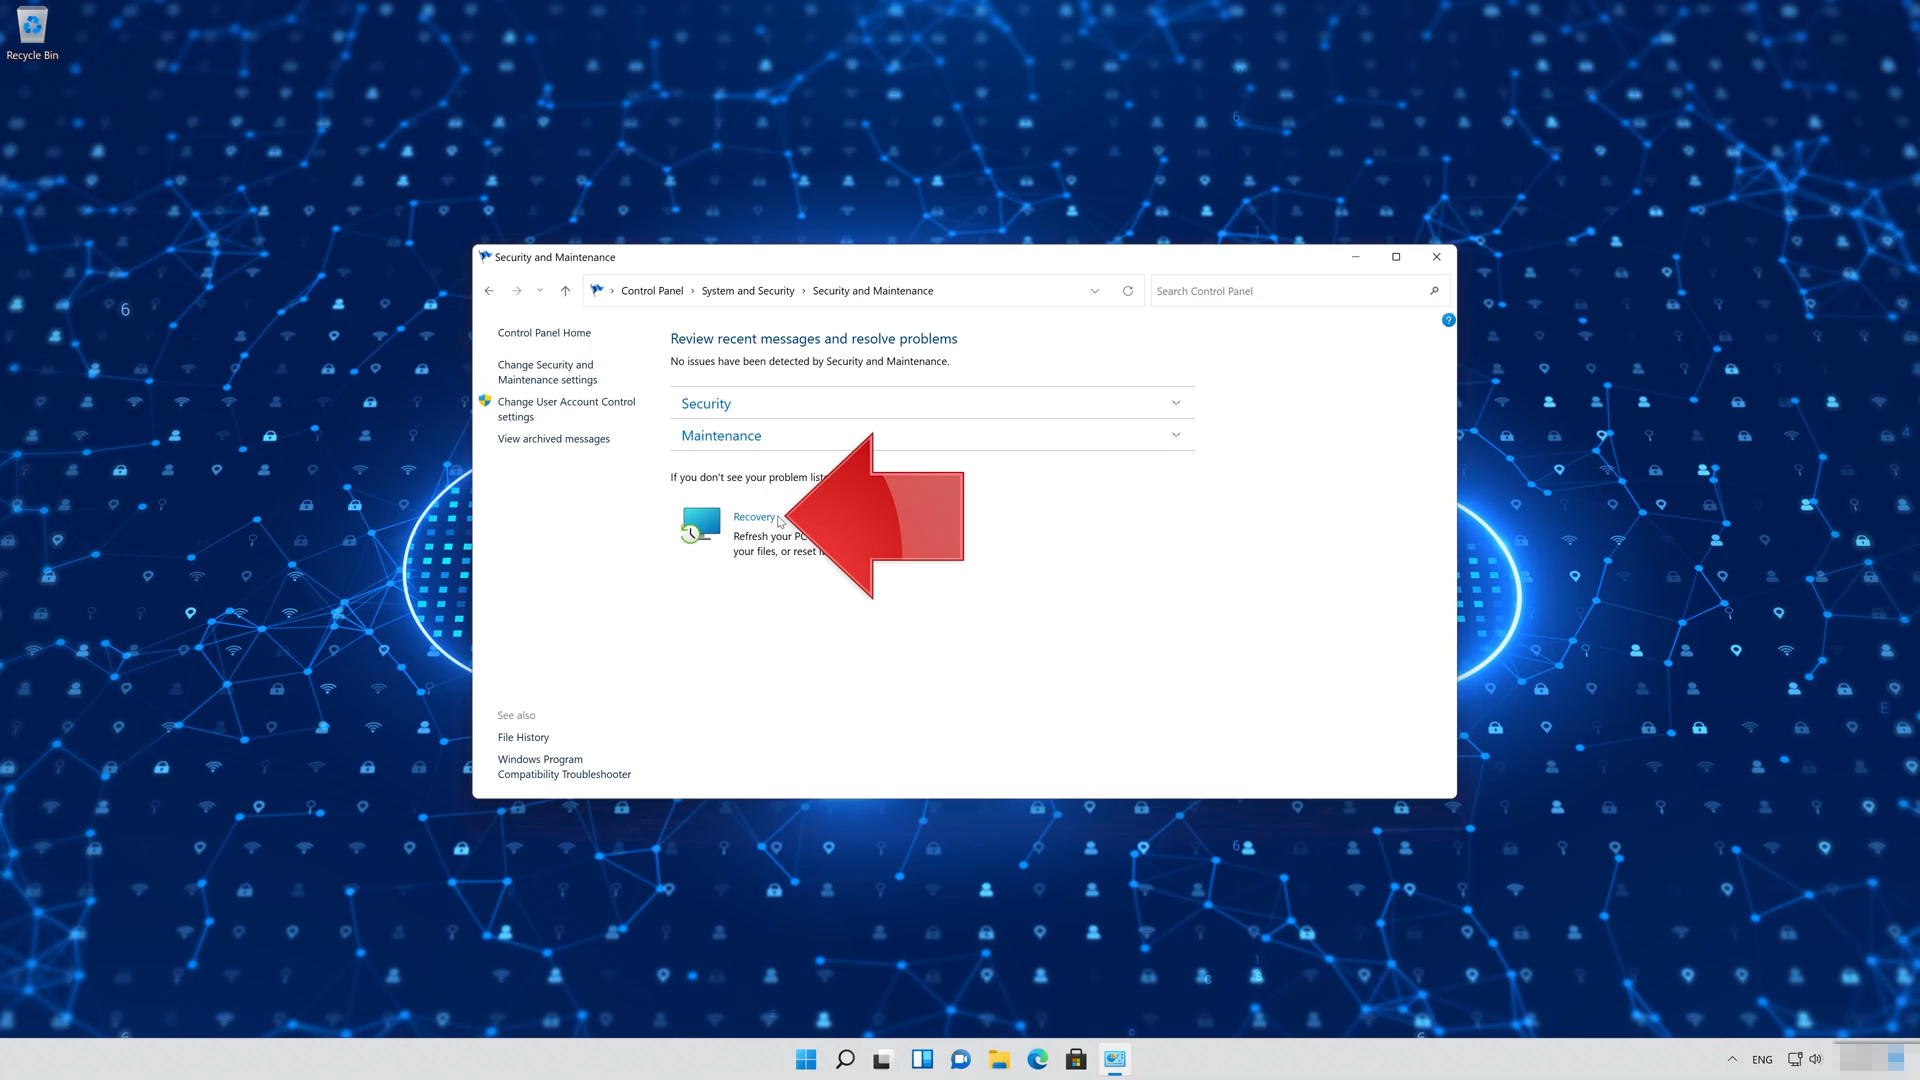 Recycle Bin
Security and Maintenance
Control Panel › System and Security › Security and Maintenance
Search Control Panel
Control Panel Home
Change Security and
Maintenance settings
Change User Account Control
settings
View archived messages
Review recent messages and resolve problems
No issues have been detected by Security and Maintenance.
Security
Maintenance
If you don't see your problem
Recovery
Refresh your PC
your files, or reset
See also
File History
Windows Program
Compatibility Troubleshooter
ENG